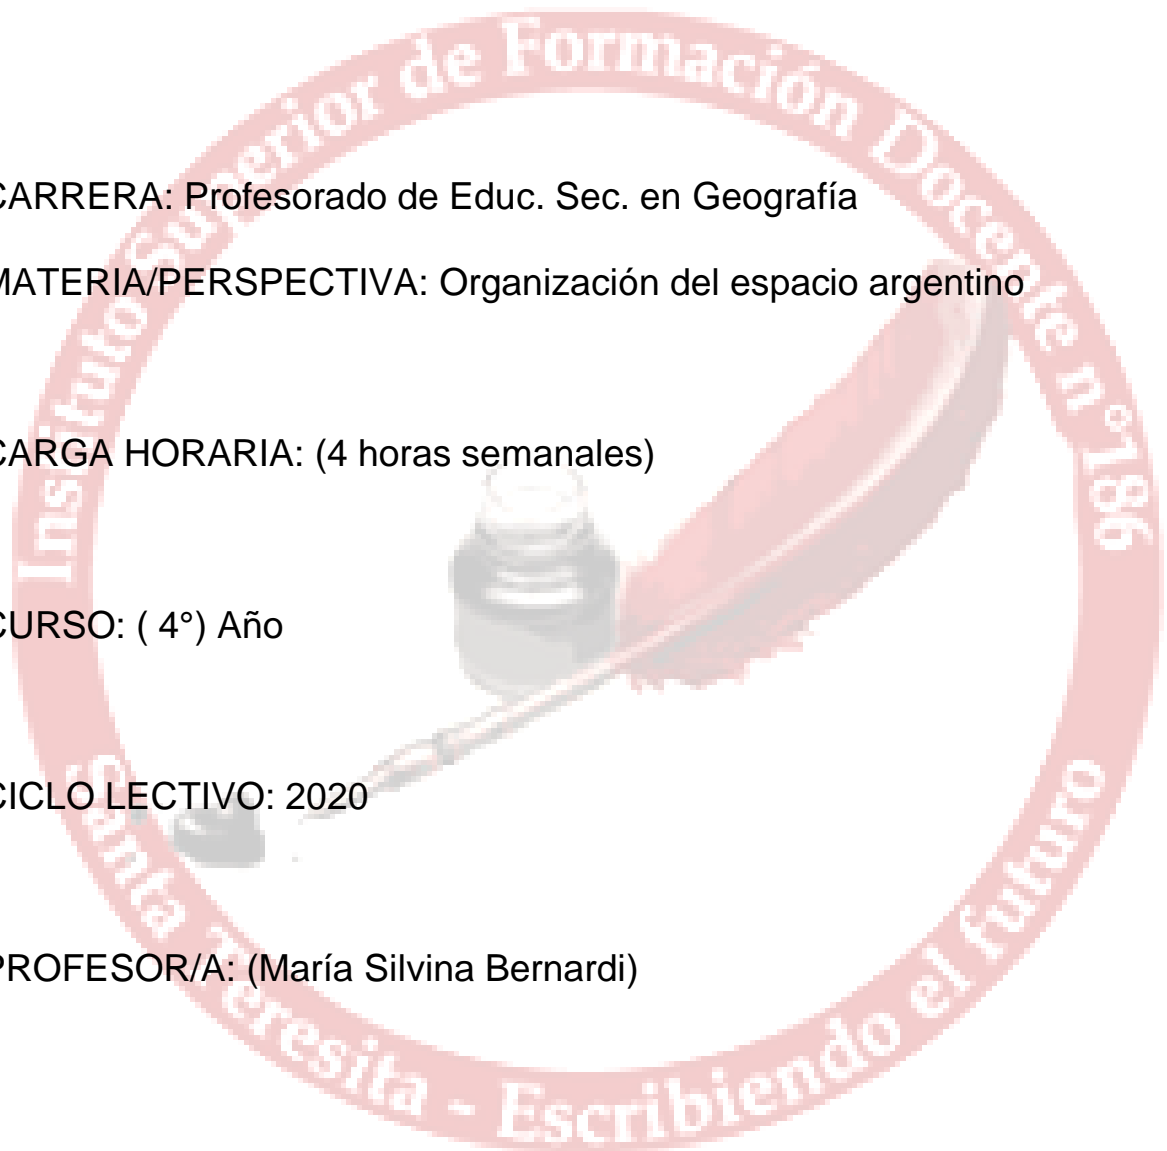 Instituto Superior de Formación Docente n°186
CARRERA: Profesorado de Educ. Sec. en Geografía
MATERIA/PERSPECTIVA: Organización del espacio argentino
CARGA HORARIA: (4 horas semanales)
CURSO: ( 4°) Año
CICLO LECTIVO: 2020
PROFESOR/A: (María Silvina Bernardi)
Santa Teresita - Escribiendo el futuro